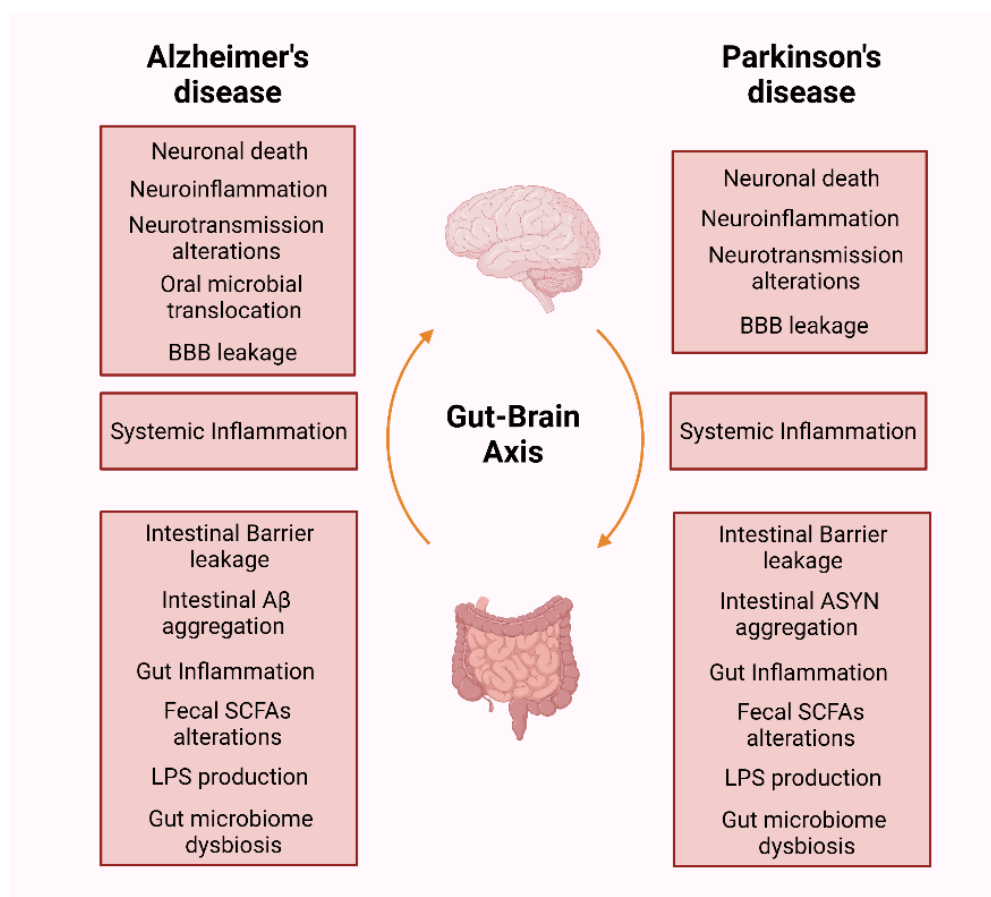 Alzheimer's
disease
Neuronal death
Neuroinflammation
Neurotransmission
alterations
Oral microbial
translocation
BBB leakage
Systemic Inflammation
Intestinal Barrier
leakage
Intestinal Aβ
aggregation
Gut Inflammation
Fecal SCFAs
alterations
LPS production
Gut microbiome
dysbiosis
Gut-Brain
Axis
Parkinson's
disease
Neuronal death
Neuroinflammation
Neurotransmission
alterations
BBB leakage
Systemic Inflammation
Intestinal Barrier
leakage
Intestinal ASYN
aggregation
Gut Inflammation
Fecal SCFAs
alterations
LPS production
Gut microbiome
dysbiosis